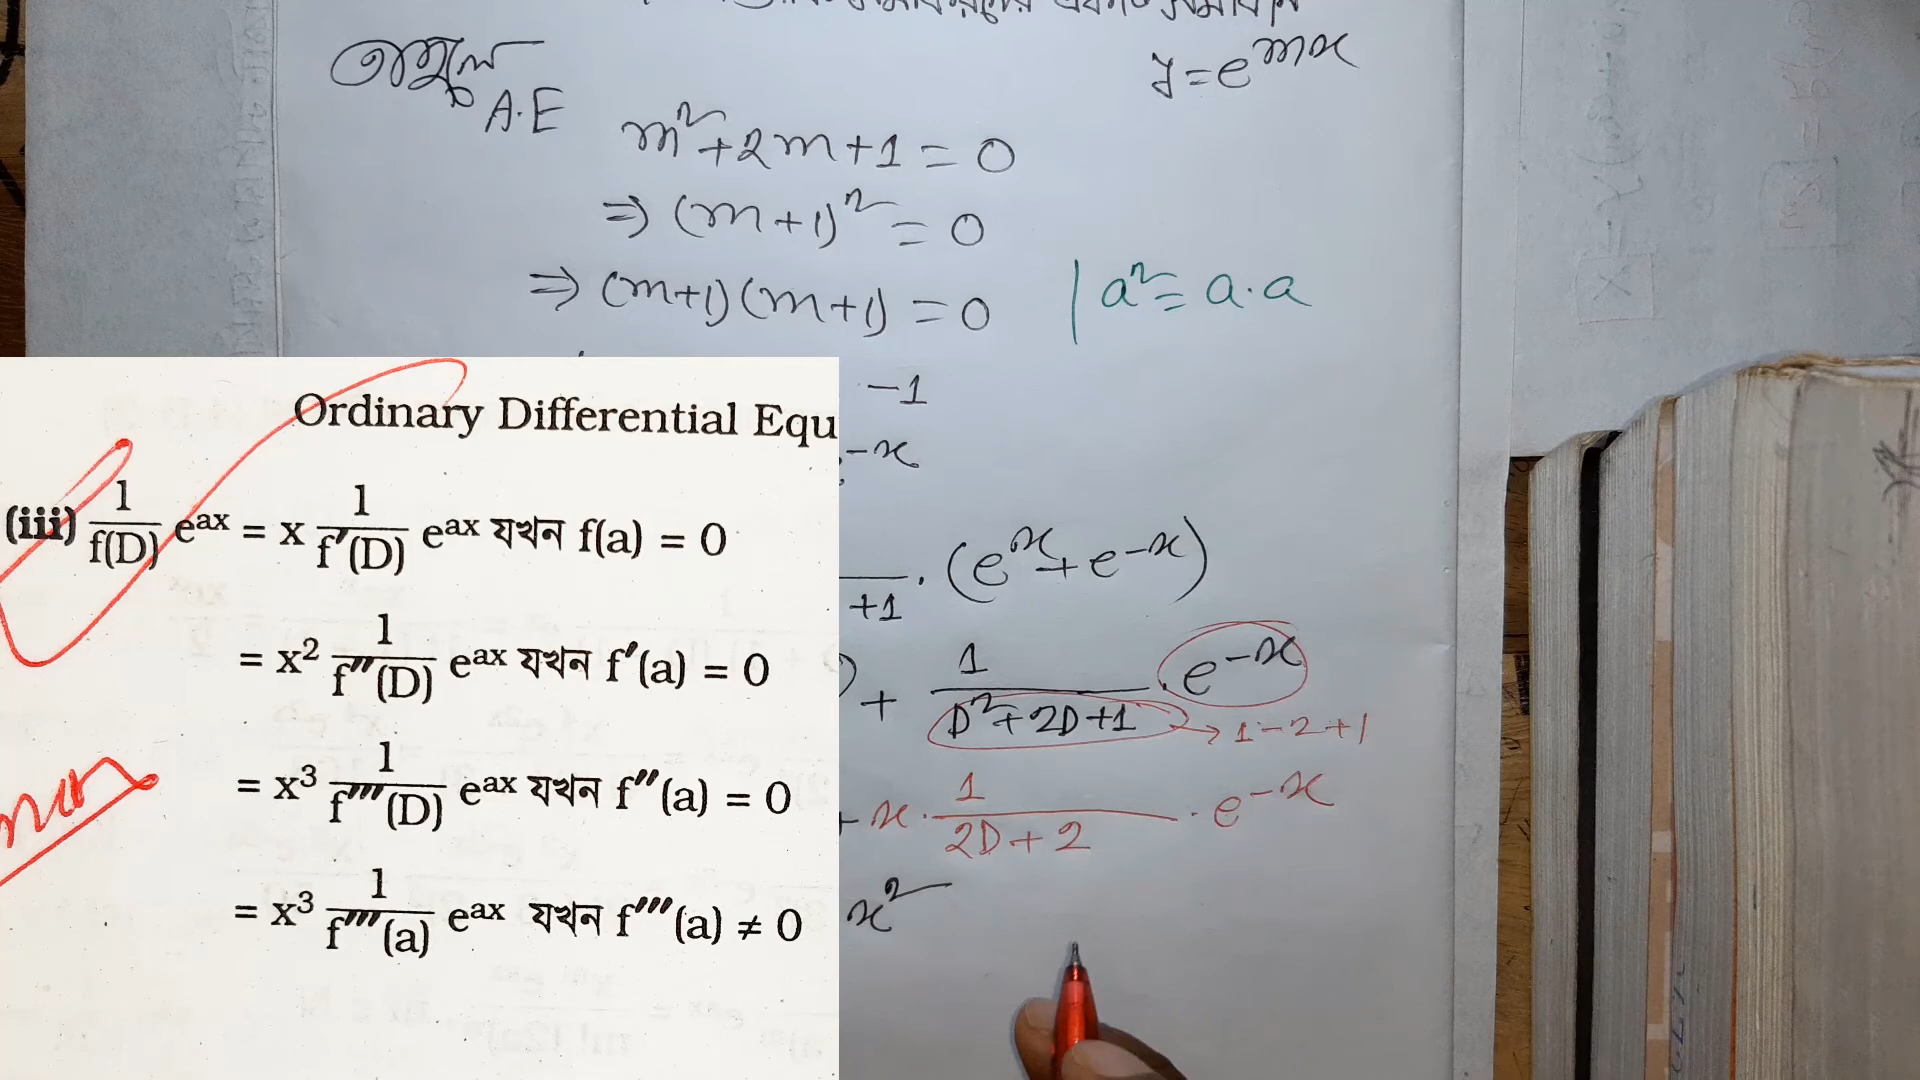 y = e^mx
অনুকূল
A.E
m² + 2m + 1 = 0
⇒ (m+1)² = 0
⇒ (m+1)(m+1) = 0 | a² = a.a
-1
-x
+1 . (e^x + e^-x)
+ 1/(D²+2D+1) . e^-x
→ 1-2+1
+ x . 1/(2D+2) . e^-x
x²
Ordinary Differential Equ
(iii) 1/f(D) e^ax = x 1/f′(D) e^ax যখন f(a) = 0
= x² 1/f″(D) e^ax যখন f′(a) = 0
= x³ 1/f‴(D) e^ax যখন f″(a) = 0
= x³ 1/f‴(a) e^ax যখন f‴(a) ≠ 0